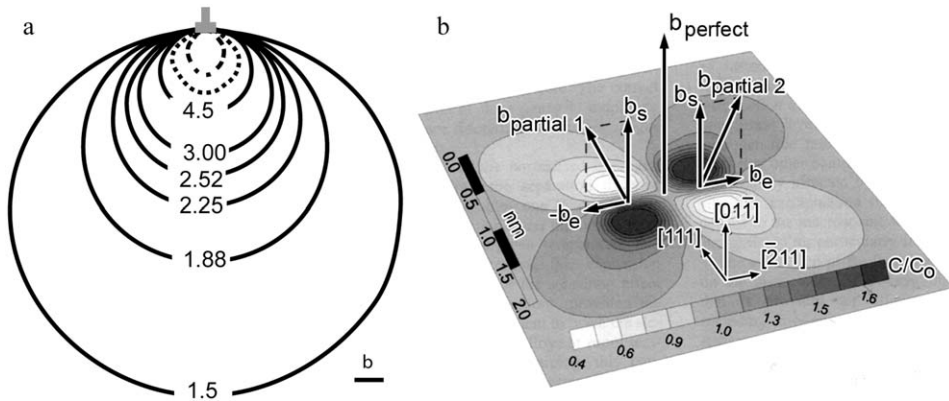 a
4.5
3.00
2.52
2.25
1.88
1.5
b
b
b perfect
b partial 1
b s
b s
b partial 2
-b e
b e
0.0
0.5
1.0
1.5
2.0
nm
[01̄1̄]
[111]
[2̄11]
C/Co
0.4
0.6
0.9
1.0
1.3
1.5
1.6